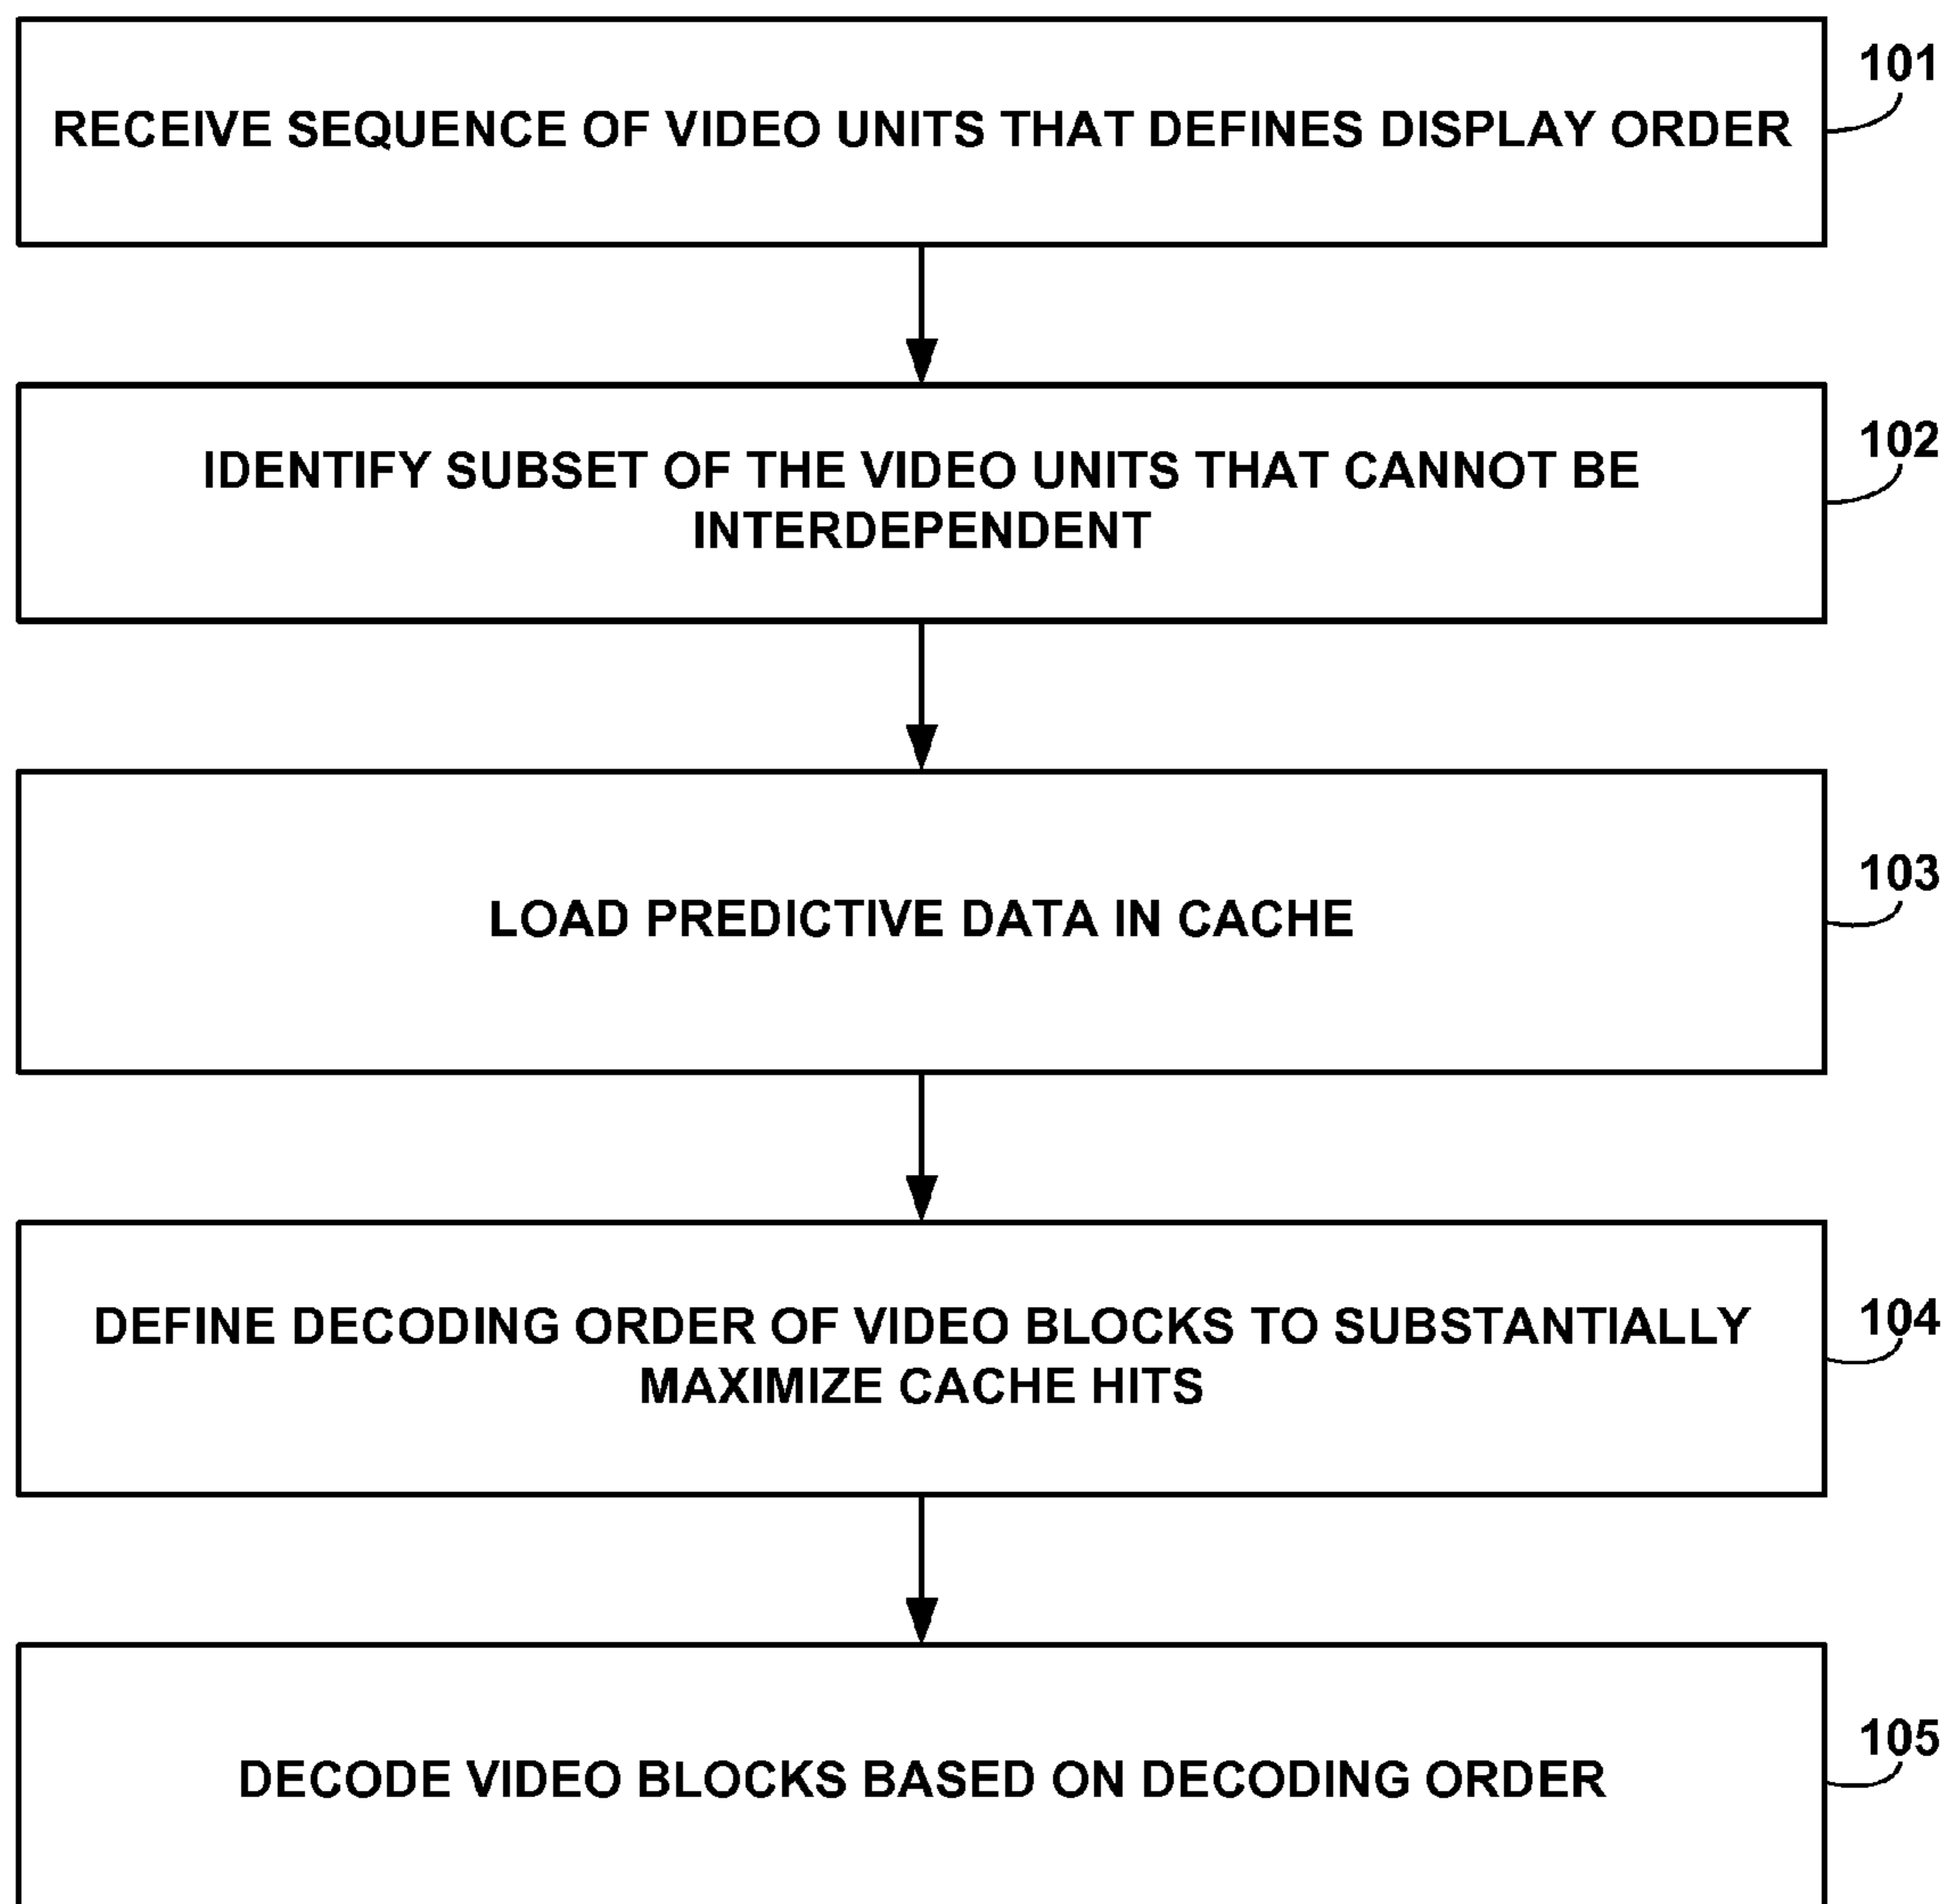 101
RECEIVE SEQUENCE OF VIDEO UNITS THAT DEFINES DISPLAY ORDER
102
IDENTIFY SUBSET OF THE VIDEO UNITS THAT CANNOT BE
INTERDEPENDENT
103
LOAD PREDICTIVE DATA IN CACHE
104
DEFINE DECODING ORDER OF VIDEO BLOCKS TO SUBSTANTIALLY
MAXIMIZE CACHE HITS
105
DECODE VIDEO BLOCKS BASED ON DECODING ORDER